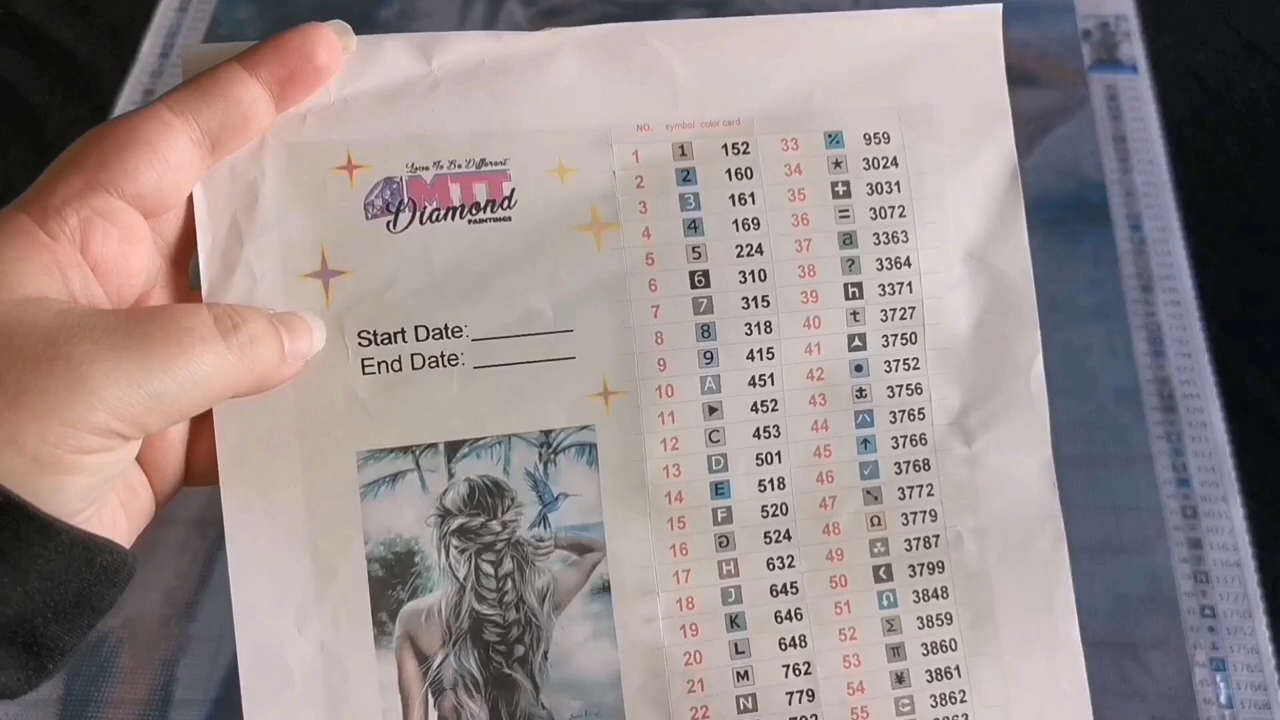 Love To Be Different
MTT
Diamond
PAINTINGS
Start Date:
End Date:
NO. symbol color card
1 1 152 33 % 959
2 2 160 34 ★ 3024
3 3 161 35 + 3031
4 4 169 36 = 3072
5 5 224 37 a 3363
6 6 310 38 ? 3364
7 7 315 39 h 3371
8 8 318 40 t 3727
9 9 415 41 3750
10 A 451 42 ● 3752
11 ▶ 452 43 3756
12 C 453 44 3765
13 D 501 45 ↑ 3766
14 E 518 46 ✓ 3768
15 F 520 47 3772
16 524 48 Ω 3779
17 H 632 49 3787
18 J 645 50 3799
19 K 646 51 3848
20 L 648 52 Σ 3859
21 M 762 53 π 3860
22 N 779 54 ¥ 3861
55 3862